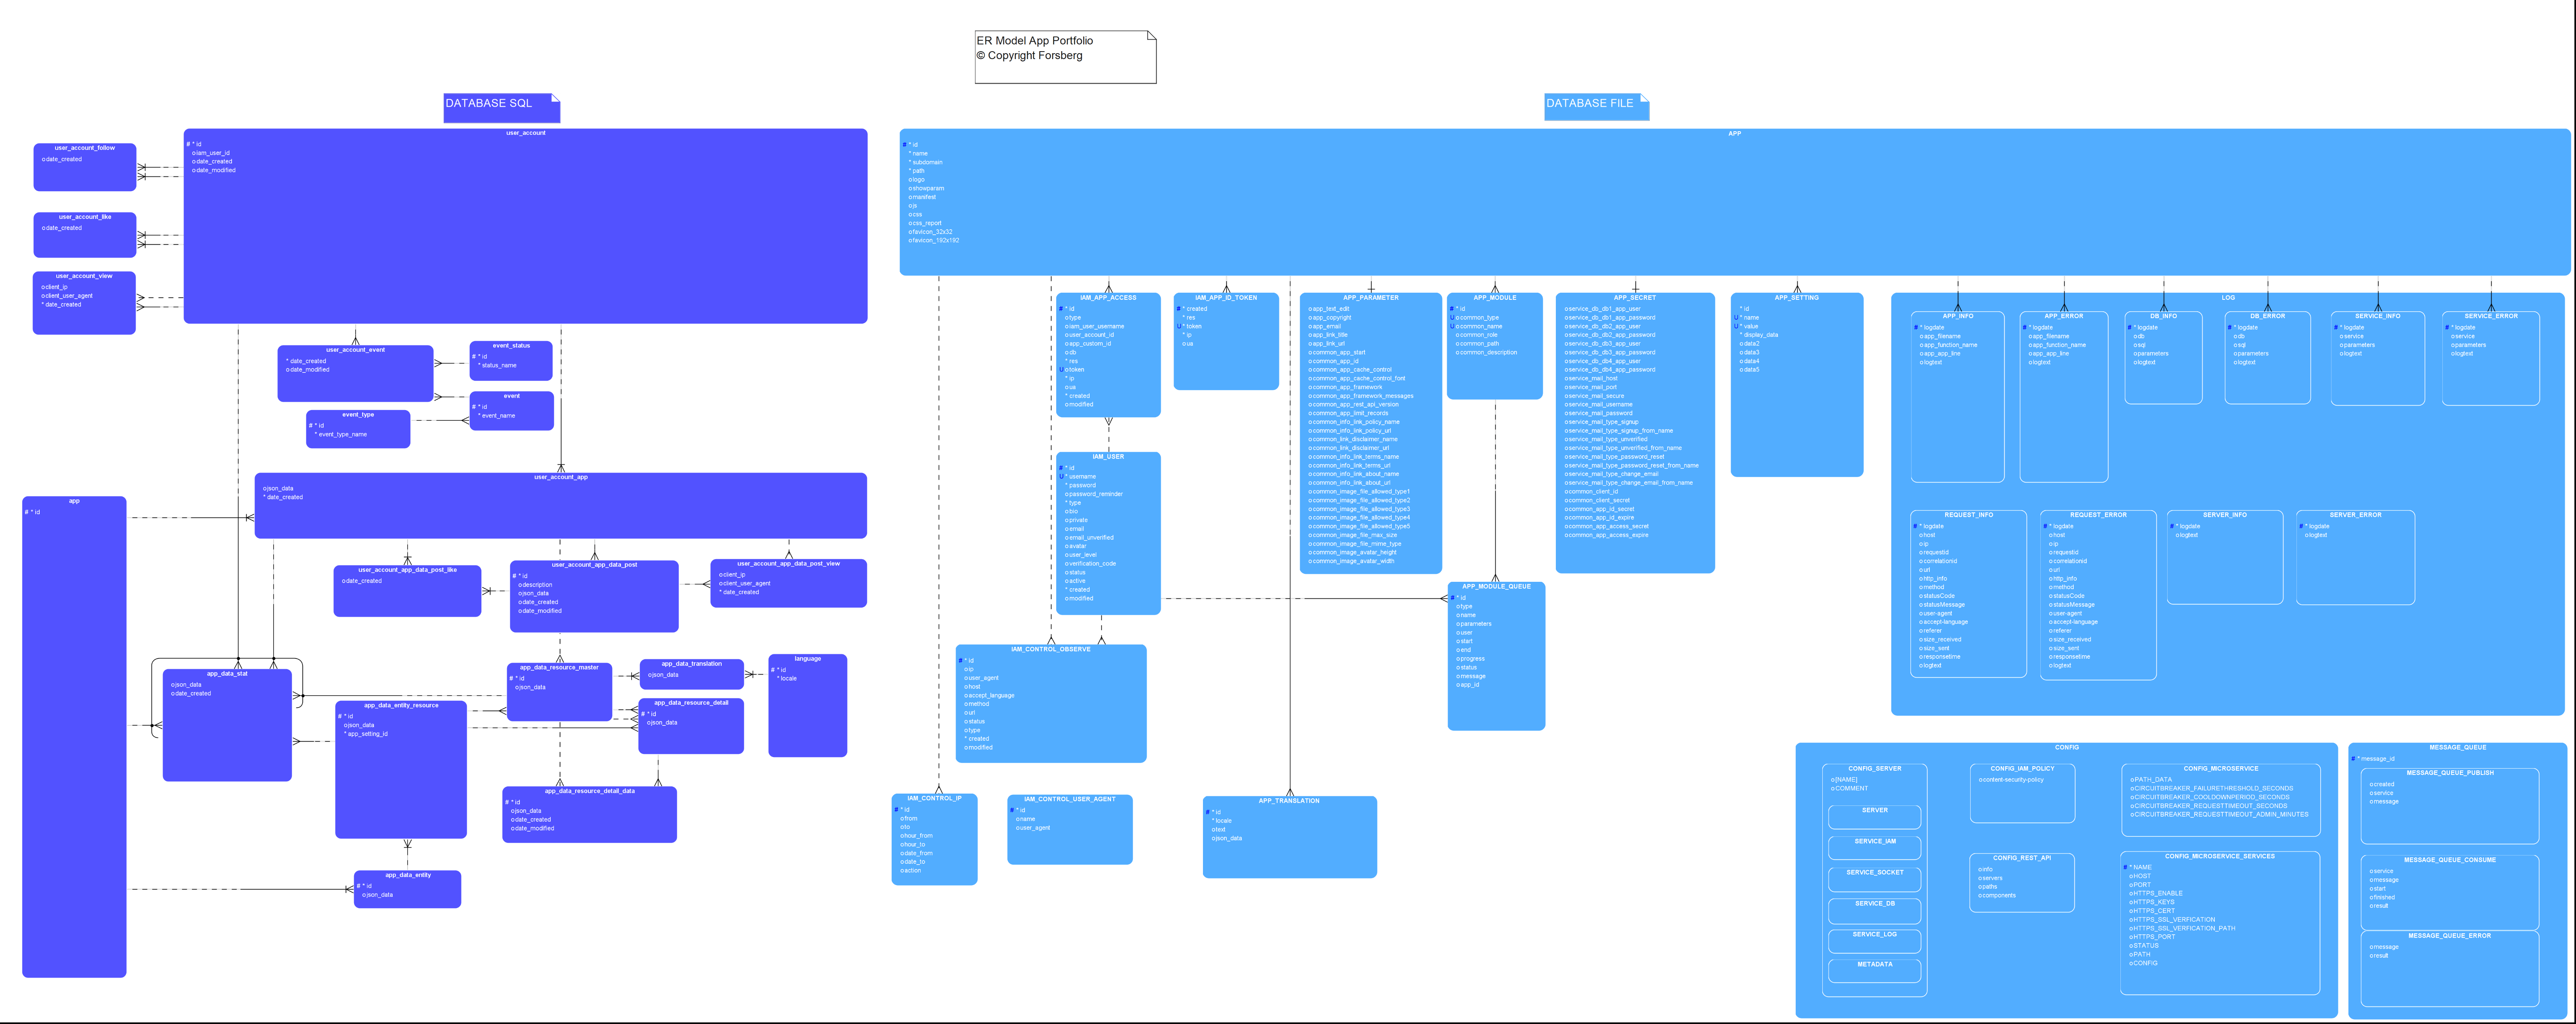 ER Model App Portfolio
© Copyright Forsberg
DATABASE SQL
DATABASE FILE
user_account
# * id
o iam_user_id
o date_created
o date_modified
user_account_follow
o date_created
user_account_like
o date_created
user_account_view
o client_ip
o client_user_agent
* date_created
user_account_event
* date_created
o date_modified
event_status
# * id
* status_name
event
# * id
* event_name
event_type
# * id
* event_type_name
user_account_app
o json_data
* date_created
app
# * id
user_account_app_data_post_like
o date_created
user_account_app_data_post
# * id
o description
o json_data
o date_created
o date_modified
user_account_app_data_post_view
o client_ip
o client_user_agent
* date_created
app_data_stat
o json_data
o date_created
app_data_resource_master
# * id
o json_data
app_data_translation
o json_data
language
# * id
* locale
app_data_entity_resource
# * id
o json_data
* app_setting_id
app_data_resource_detail
# * id
o json_data
app_data_resource_detail_data
# * id
o json_data
o date_created
o date_modified
app_data_entity
# * id
o json_data
APP
# * id
* name
* subdomain
* path
o logo
o showparam
o manifest
o js
o css
o css_report
o favicon_32x32
o favicon_192x192
IAM_APP_ACCESS
# * id
o type
o iam_user_username
o user_account_id
o app_custom_id
o db
* res
U o token
* ip
o ua
* created
o modified
IAM_APP_ID_TOKEN
# * created
* res
U * token
* ip
o ua
APP_PARAMETER
o app_text_edit
o app_copyright
o app_email
o app_link_title
o app_link_url
o common_app_start
o common_app_id
o common_app_cache_control
o common_app_cache_control_font
o common_app_framework
o common_app_framework_messages
o common_app_rest_api_version
o common_app_limit_records
o common_info_link_policy_name
o common_info_link_policy_url
o common_link_disclaimer_name
o common_link_disclaimer_url
o common_info_link_terms_name
o common_info_link_terms_url
o common_info_link_about_name
o common_info_link_about_url
o common_image_file_allowed_type1
o common_image_file_allowed_type2
o common_image_file_allowed_type3
o common_image_file_allowed_type4
o common_image_file_allowed_type5
o common_image_file_max_size
o common_image_file_mime_type
o common_image_avatar_height
o common_image_avatar_width
APP_MODULE
# * id
U o common_type
U o common_name
o common_role
o common_path
o common_description
APP_SECRET
o service_db_db1_app_user
o service_db_db1_app_password
o service_db_db2_app_user
o service_db_db2_app_password
o service_db_db3_app_user
o service_db_db3_app_password
o service_db_db4_app_user
o service_db_db4_app_password
o service_mail_host
o service_mail_port
o service_mail_secure
o service_mail_username
o service_mail_password
o service_mail_type_signup
o service_mail_type_signup_from_name
o service_mail_type_unverified
o service_mail_type_unverified_from_name
o service_mail_type_password_reset
o service_mail_type_password_reset_from_name
o service_mail_type_change_email
o service_mail_type_change_email_from_name
o common_client_id
o common_client_secret
o common_app_id_secret
o common_app_id_expire
o common_app_access_secret
o common_app_access_expire
APP_SETTING
* id
U * name
U * value
* display_data
o data2
o data3
o data4
o data5
LOG
APP_INFO
# * logdate
o app_filename
o app_function_name
o app_app_line
o logtext
APP_ERROR
# * logdate
o app_filename
o app_function_name
o app_app_line
o logtext
DB_INFO
# * logdate
o db
o sql
o parameters
o logtext
DB_ERROR
# * logdate
o db
o sql
o parameters
o logtext
SERVICE_INFO
# * logdate
o service
o parameters
o logtext
SERVICE_ERROR
# * logdate
o service
o parameters
o logtext
REQUEST_INFO
# * logdate
o host
o ip
o requestid
o correlationid
o url
o http_info
o method
o statusCode
o statusMessage
o user-agent
o accept-language
o referer
o size_received
o size_sent
o responsetime
o logtext
REQUEST_ERROR
# * logdate
o host
o ip
o requestid
o correlationid
o url
o http_info
o method
o statusCode
o statusMessage
o user-agent
o accept-language
o referer
o size_received
o size_sent
o responsetime
o logtext
SERVER_INFO
# * logdate
o logtext
SERVER_ERROR
# * logdate
o logtext
IAM_USER
# * id
U * username
* password
o password_reminder
* type
o bio
o private
o email
o email_unverified
o avatar
o user_level
o verification_code
o status
o active
* created
o modified
APP_MODULE_QUEUE
# * id
o type
o name
o parameters
o user
o start
o end
o progress
o status
o message
o app_id
IAM_CONTROL_OBSERVE
# * id
o ip
o user_agent
o host
o accept_language
o method
o url
o status
o type
* created
o modified
IAM_CONTROL_IP
# * id
o from
o to
o hour_from
o hour_to
o date_from
o date_to
o action
IAM_CONTROL_USER_AGENT
# * id
o name
o user_agent
APP_TRANSLATION
# * id
* locale
o text
o json_data
CONFIG
CONFIG_SERVER
o [NAME]
o COMMENT
SERVER
SERVICE_IAM
SERVICE_SOCKET
SERVICE_DB
SERVICE_LOG
METADATA
CONFIG_IAM_POLICY
o content-security-policy
CONFIG_REST_API
o info
o servers
o paths
o components
CONFIG_MICROSERVICE
o PATH_DATA
o CIRCUITBREAKER_FAILURETHRESHOLD_SECONDS
o CIRCUITBREAKER_COOLDOWNPERIOD_SECONDS
o CIRCUITBREAKER_REQUESTTIMEOUT_SECONDS
o CIRCUITBREAKER_REQUESTTIMEOUT_ADMIN_MINUTES
CONFIG_MICROSERVICE_SERVICES
# * NAME
o HOST
o PORT
o HTTPS_ENABLE
o HTTPS_KEYS
o HTTPS_CERT
o HTTPS_SSL_VERFICATION
o HTTPS_SSL_VERFICATION_PATH
o HTTPS_PORT
o STATUS
o PATH
o CONFIG
MESSAGE_QUEUE
# * message_id
MESSAGE_QUEUE_PUBLISH
o created
o service
o message
MESSAGE_QUEUE_CONSUME
o service
o message
o start
o finished
o result
MESSAGE_QUEUE_ERROR
o message
o result